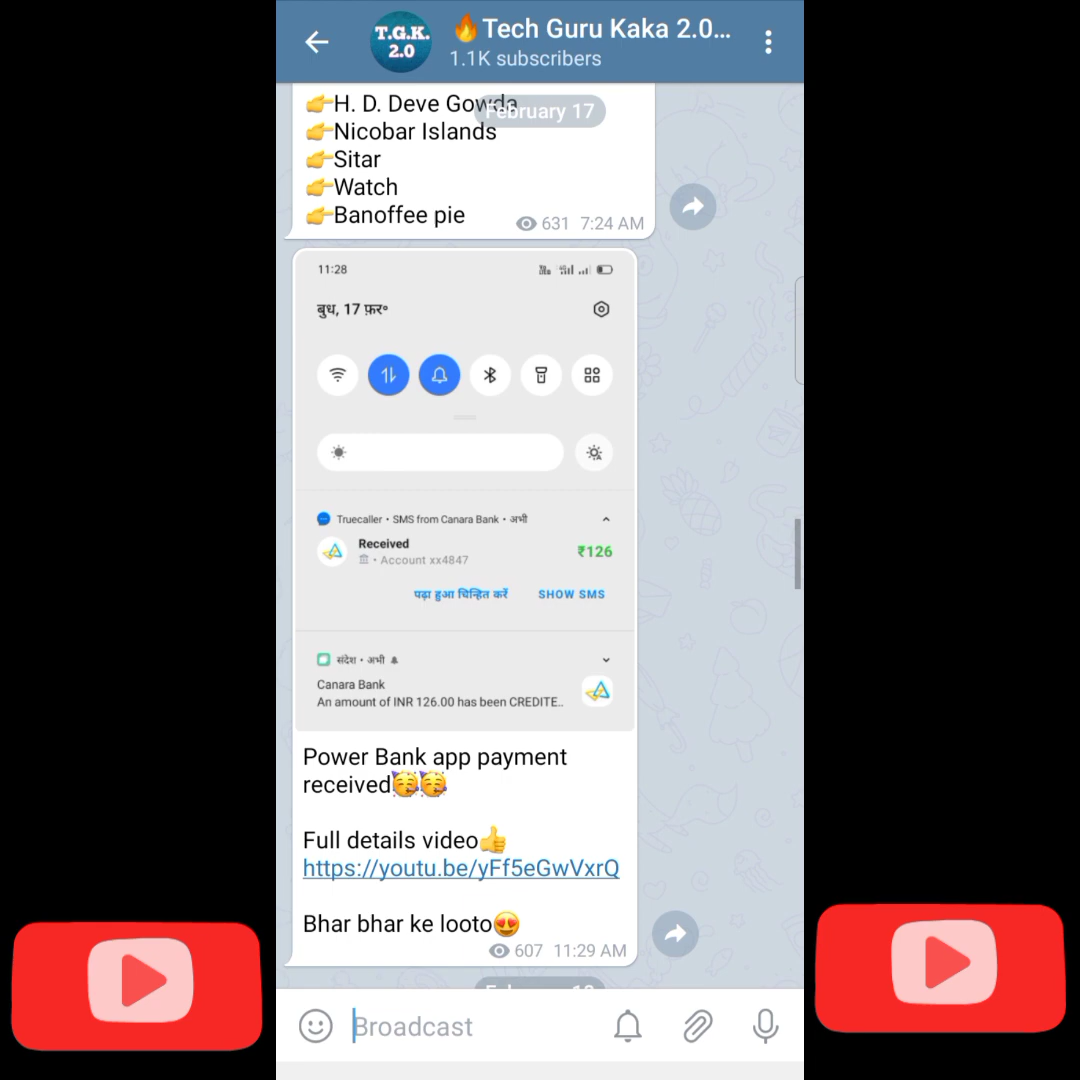 T.G.K.
2.0
🔥Tech Guru Kaka 2.0...
1.1K subscribers
👉H. D. Deve Gowda
February 17
👉Nicobar Islands
👉Sitar
👉Watch
👉Banoffee pie
631 7:24 AM
11:28
बुध, 17 फ़र॰
Truecaller • SMS from Canara Bank • अभी
Received
₹126
• Account xx4847
पढ़ा हुआ चिन्हित करें SHOW SMS
संदेश • अभी
Canara Bank
An amount of INR 126.00 has been CREDITE..
Power Bank app payment
received🥳🥳
Full details video👍
https://youtu.be/yFf5eGwVxrQ
Bhar bhar ke looto😍
607 11:29 AM
Broadcast